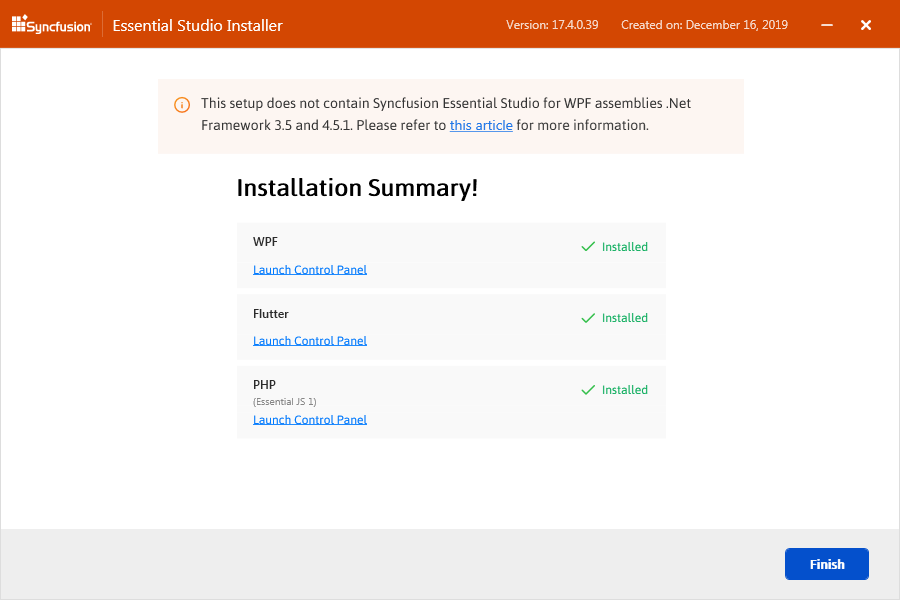 Syncfusion
Essential Studio Installer
Version: 17.4.0.39
Created on: December 16, 2019
This setup does not contain Syncfusion Essential Studio for WPF assemblies .Net
Framework 3.5 and 4.5.1. Please refer to this article for more information.
Installation Summary!
WPF
Installed
Launch Control Panel
Flutter
Installed
Launch Control Panel
PHP
Installed
(Essential JS 1)
Launch Control Panel
Finish